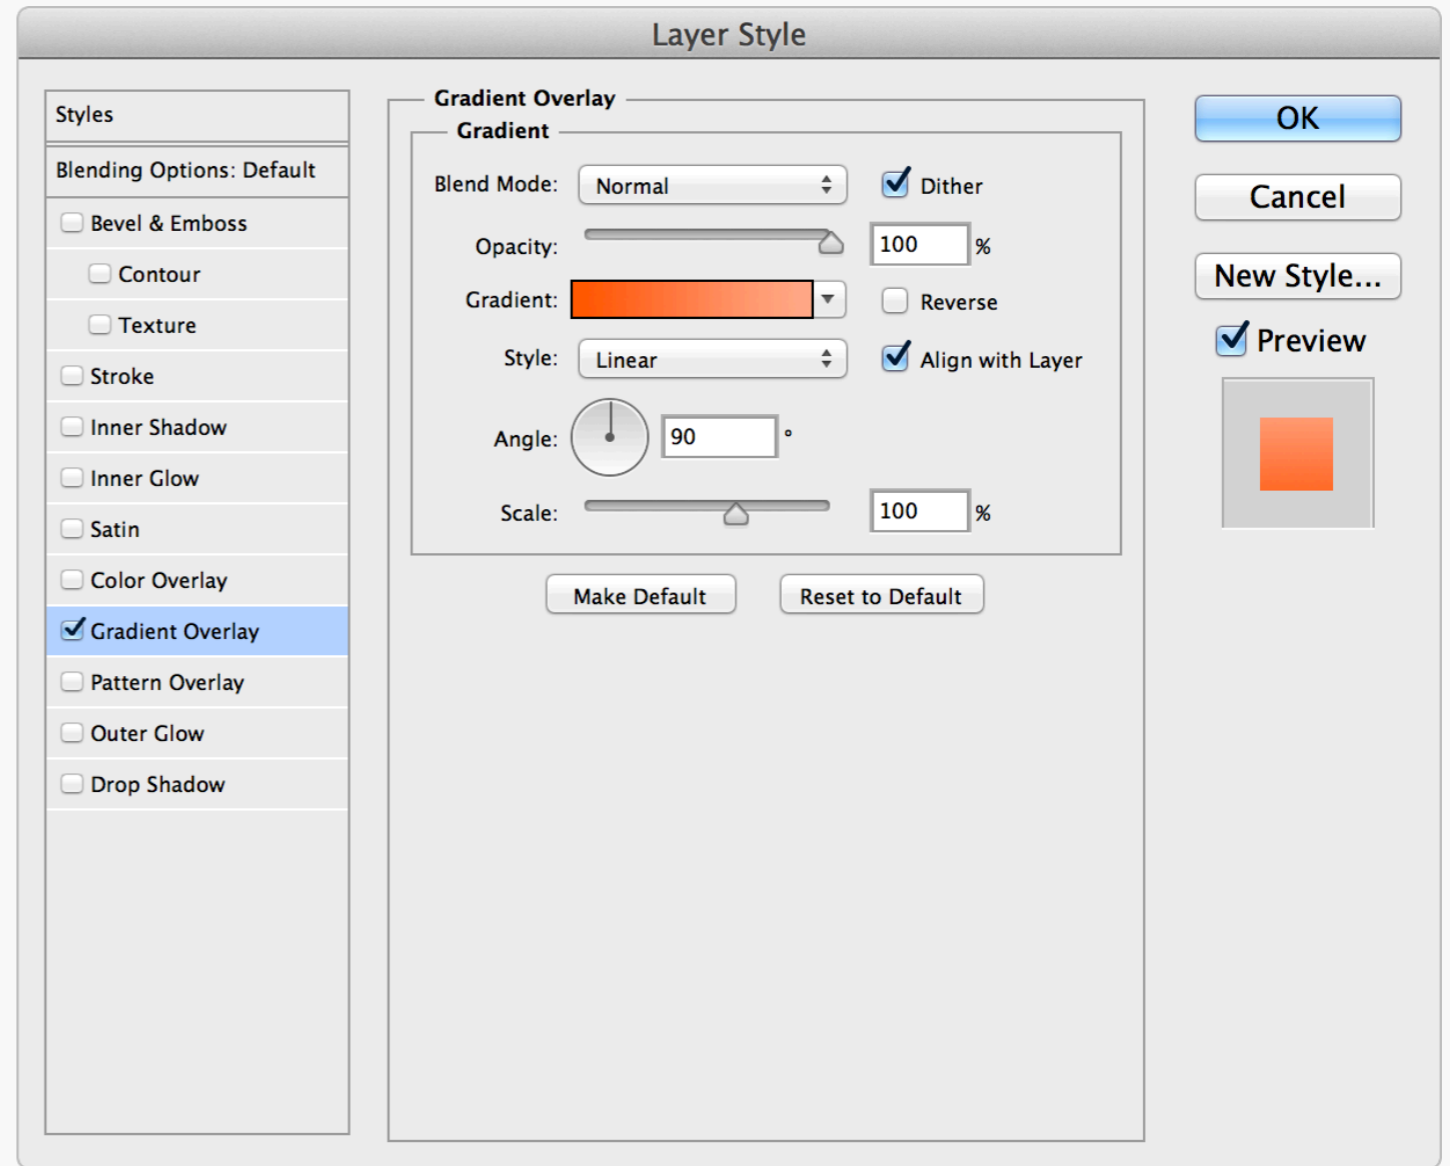 Layer Style
Styles
Blending Options: Default
Bevel & Emboss
Contour
Texture
Stroke
Inner Shadow
Inner Glow
Satin
Color Overlay
Gradient Overlay
Pattern Overlay
Outer Glow
Drop Shadow
Gradient Overlay
Gradient
Blend Mode: Normal Dither
Opacity: 100 %
Gradient: Reverse
Style: Linear Align with Layer
Angle: 90 °
Scale: 100 %
Make Default Reset to Default
OK
Cancel
New Style...
Preview